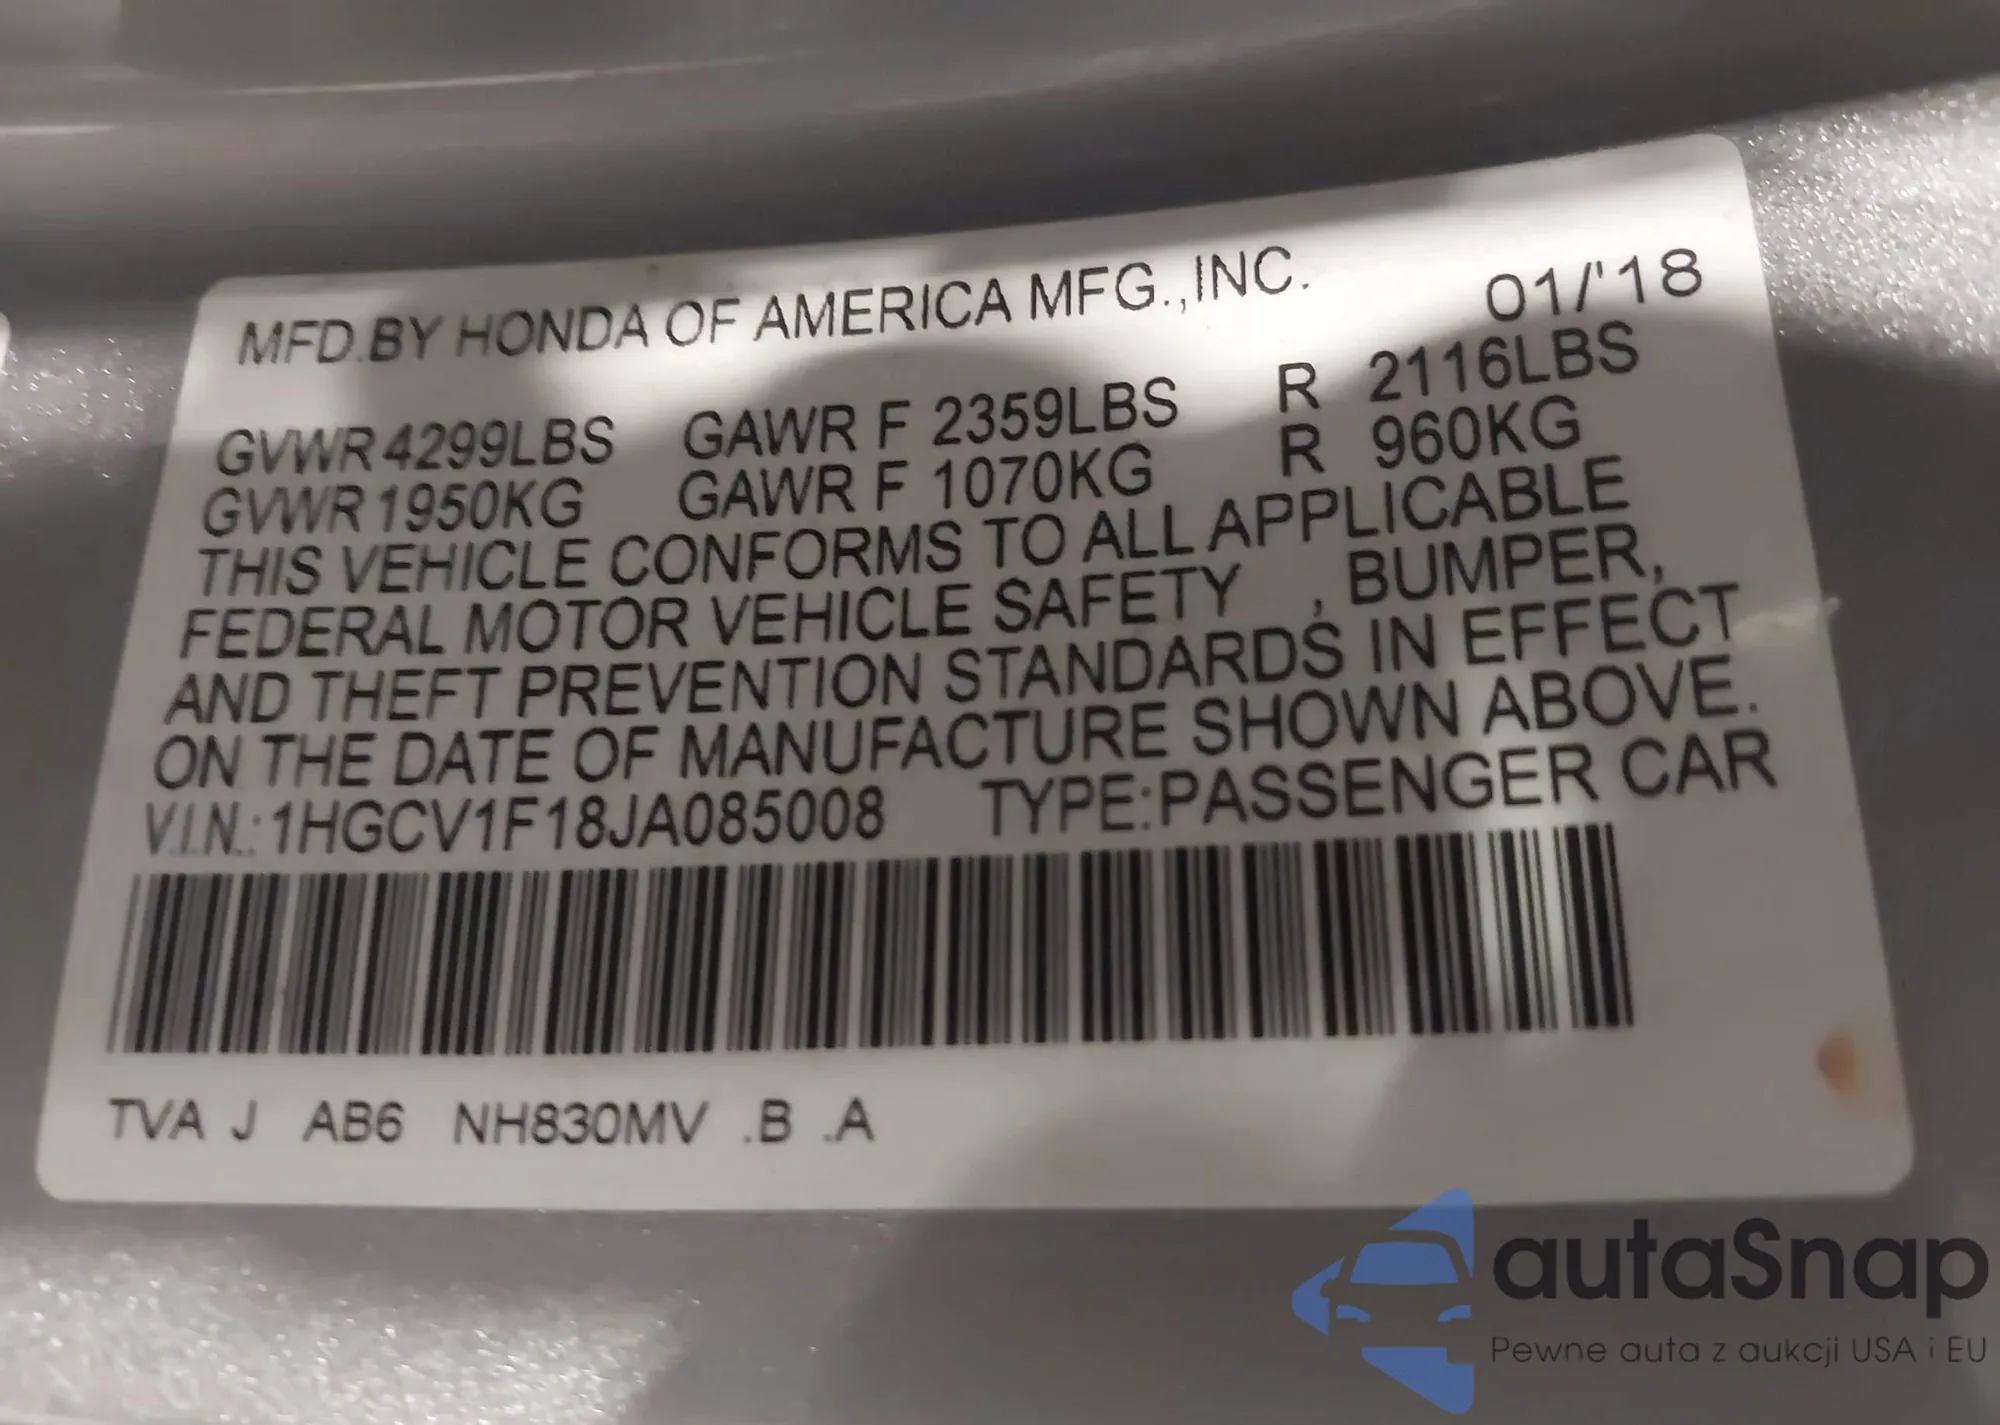 MFD.BY HONDA OF AMERICA MFG.,INC. 01/'18
GVWR 4299LBS GAWR F 2359LBS R 2116LBS
GVWR 1950KG GAWR F 1070KG R 960KG
THIS VEHICLE CONFORMS TO ALL APPLICABLE
FEDERAL MOTOR VEHICLE SAFETY , BUMPER,
AND THEFT PREVENTION STANDARDS IN EFFECT
ON THE DATE OF MANUFACTURE SHOWN ABOVE.
V.I.N.: 1HGCV1F18JA085008 TYPE:PASSENGER CAR
TVA J AB6 NH830MV .B .A
autaSnap
Pewne auta z aukcji USA i EU